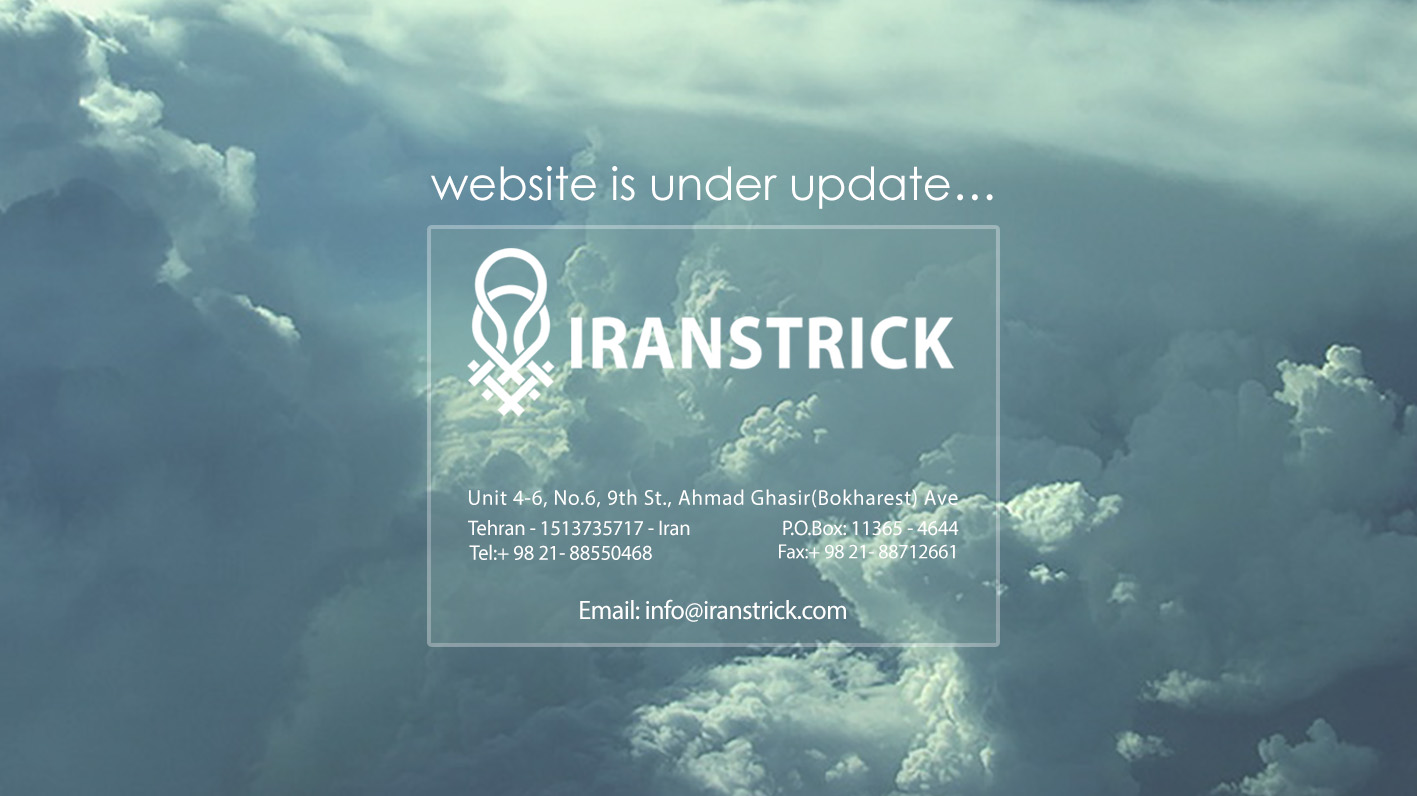 website is under update...
IRANSTRICK
Unit 4-6, No.6, 9th St., Ahmad Ghasir(Bokharest) Ave
Tehran - 1513735717 - Iran P.O.Box: 11365 - 4644
Tel:+ 98 21- 88550468 Fax:+ 98 21- 88712661
Email: info@iranstrick.com